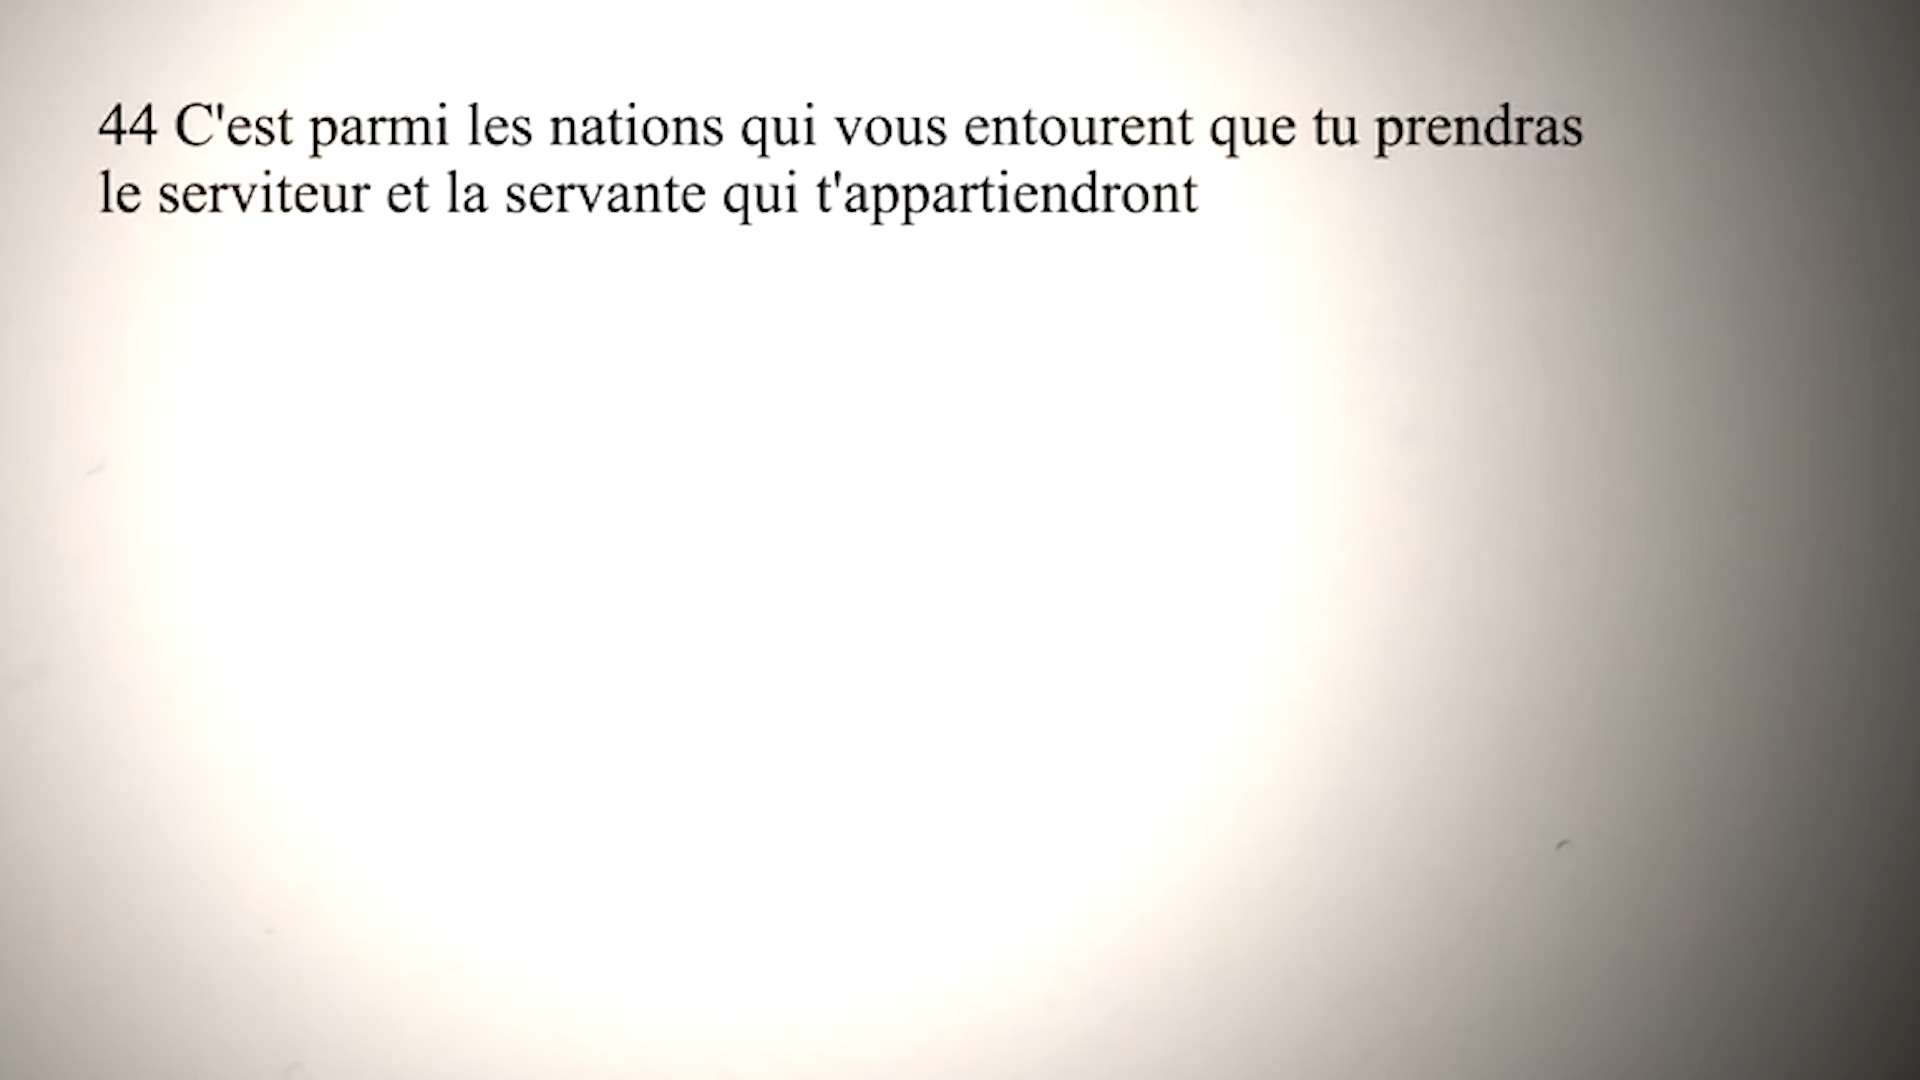 44 C'est parmi les nations qui vous entourent que tu prendras
le serviteur et la servante qui t'appartiendront